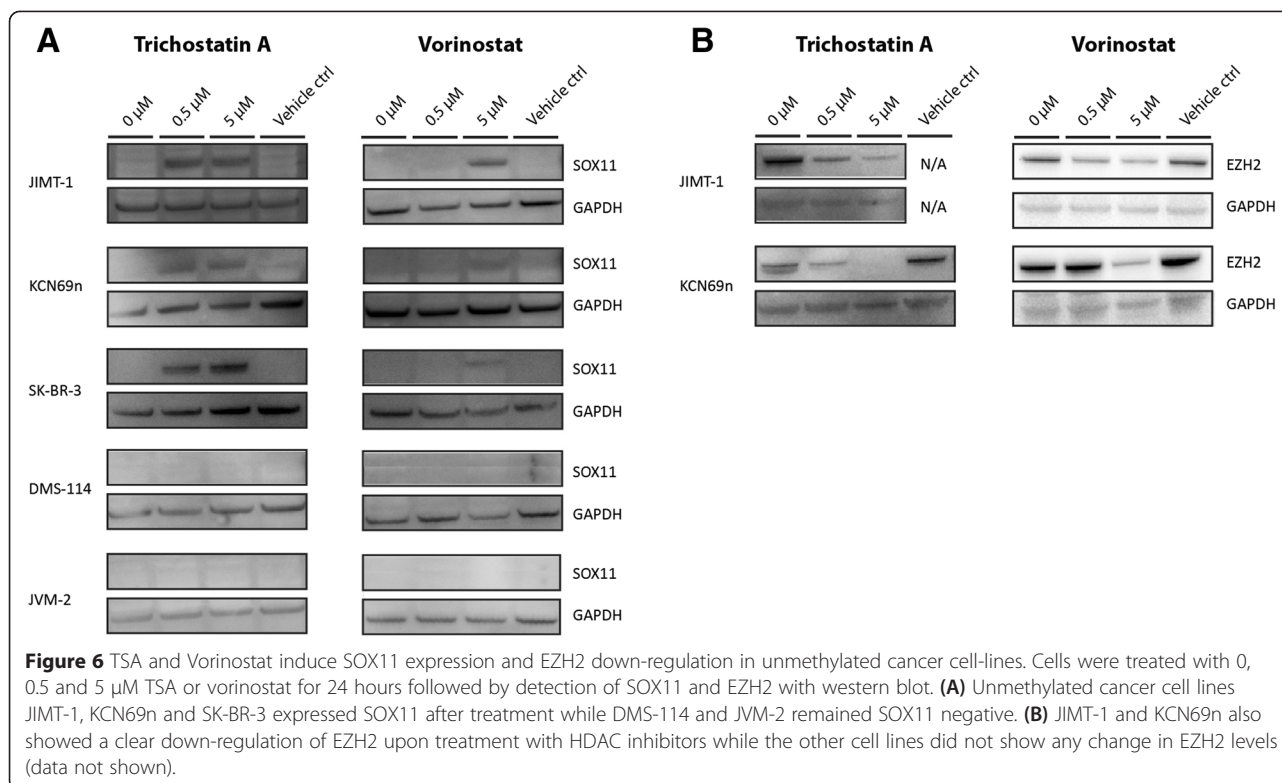 A
Trichostatin A
Vorinostat
0 µM
0.5 µM
5 µM
Vehicle ctrl
0 µM
0.5 µM
5 µM
Vehicle ctrl
JIMT-1
SOX11
GAPDH
KCN69n
SOX11
GAPDH
SK-BR-3
SOX11
GAPDH
DMS-114
SOX11
GAPDH
JVM-2
SOX11
GAPDH
B
Trichostatin A
Vorinostat
0 µM
0.5 µM
5 µM
Vehicle ctrl
0 µM
0.5 µM
5 µM
Vehicle ctrl
JIMT-1
N/A
EZH2
N/A
GAPDH
KCN69n
EZH2
GAPDH
Figure 6 TSA and Vorinostat induce SOX11 expression and EZH2 down-regulation in unmethylated cancer cell-lines. Cells were treated with 0,
0.5 and 5 µM TSA or vorinostat for 24 hours followed by detection of SOX11 and EZH2 with western blot. (A) Unmethylated cancer cell lines
JIMT-1, KCN69n and SK-BR-3 expressed SOX11 after treatment while DMS-114 and JVM-2 remained SOX11 negative. (B) JIMT-1 and KCN69n also
showed a clear down-regulation of EZH2 upon treatment with HDAC inhibitors while the other cell lines did not show any change in EZH2 levels
(data not shown).